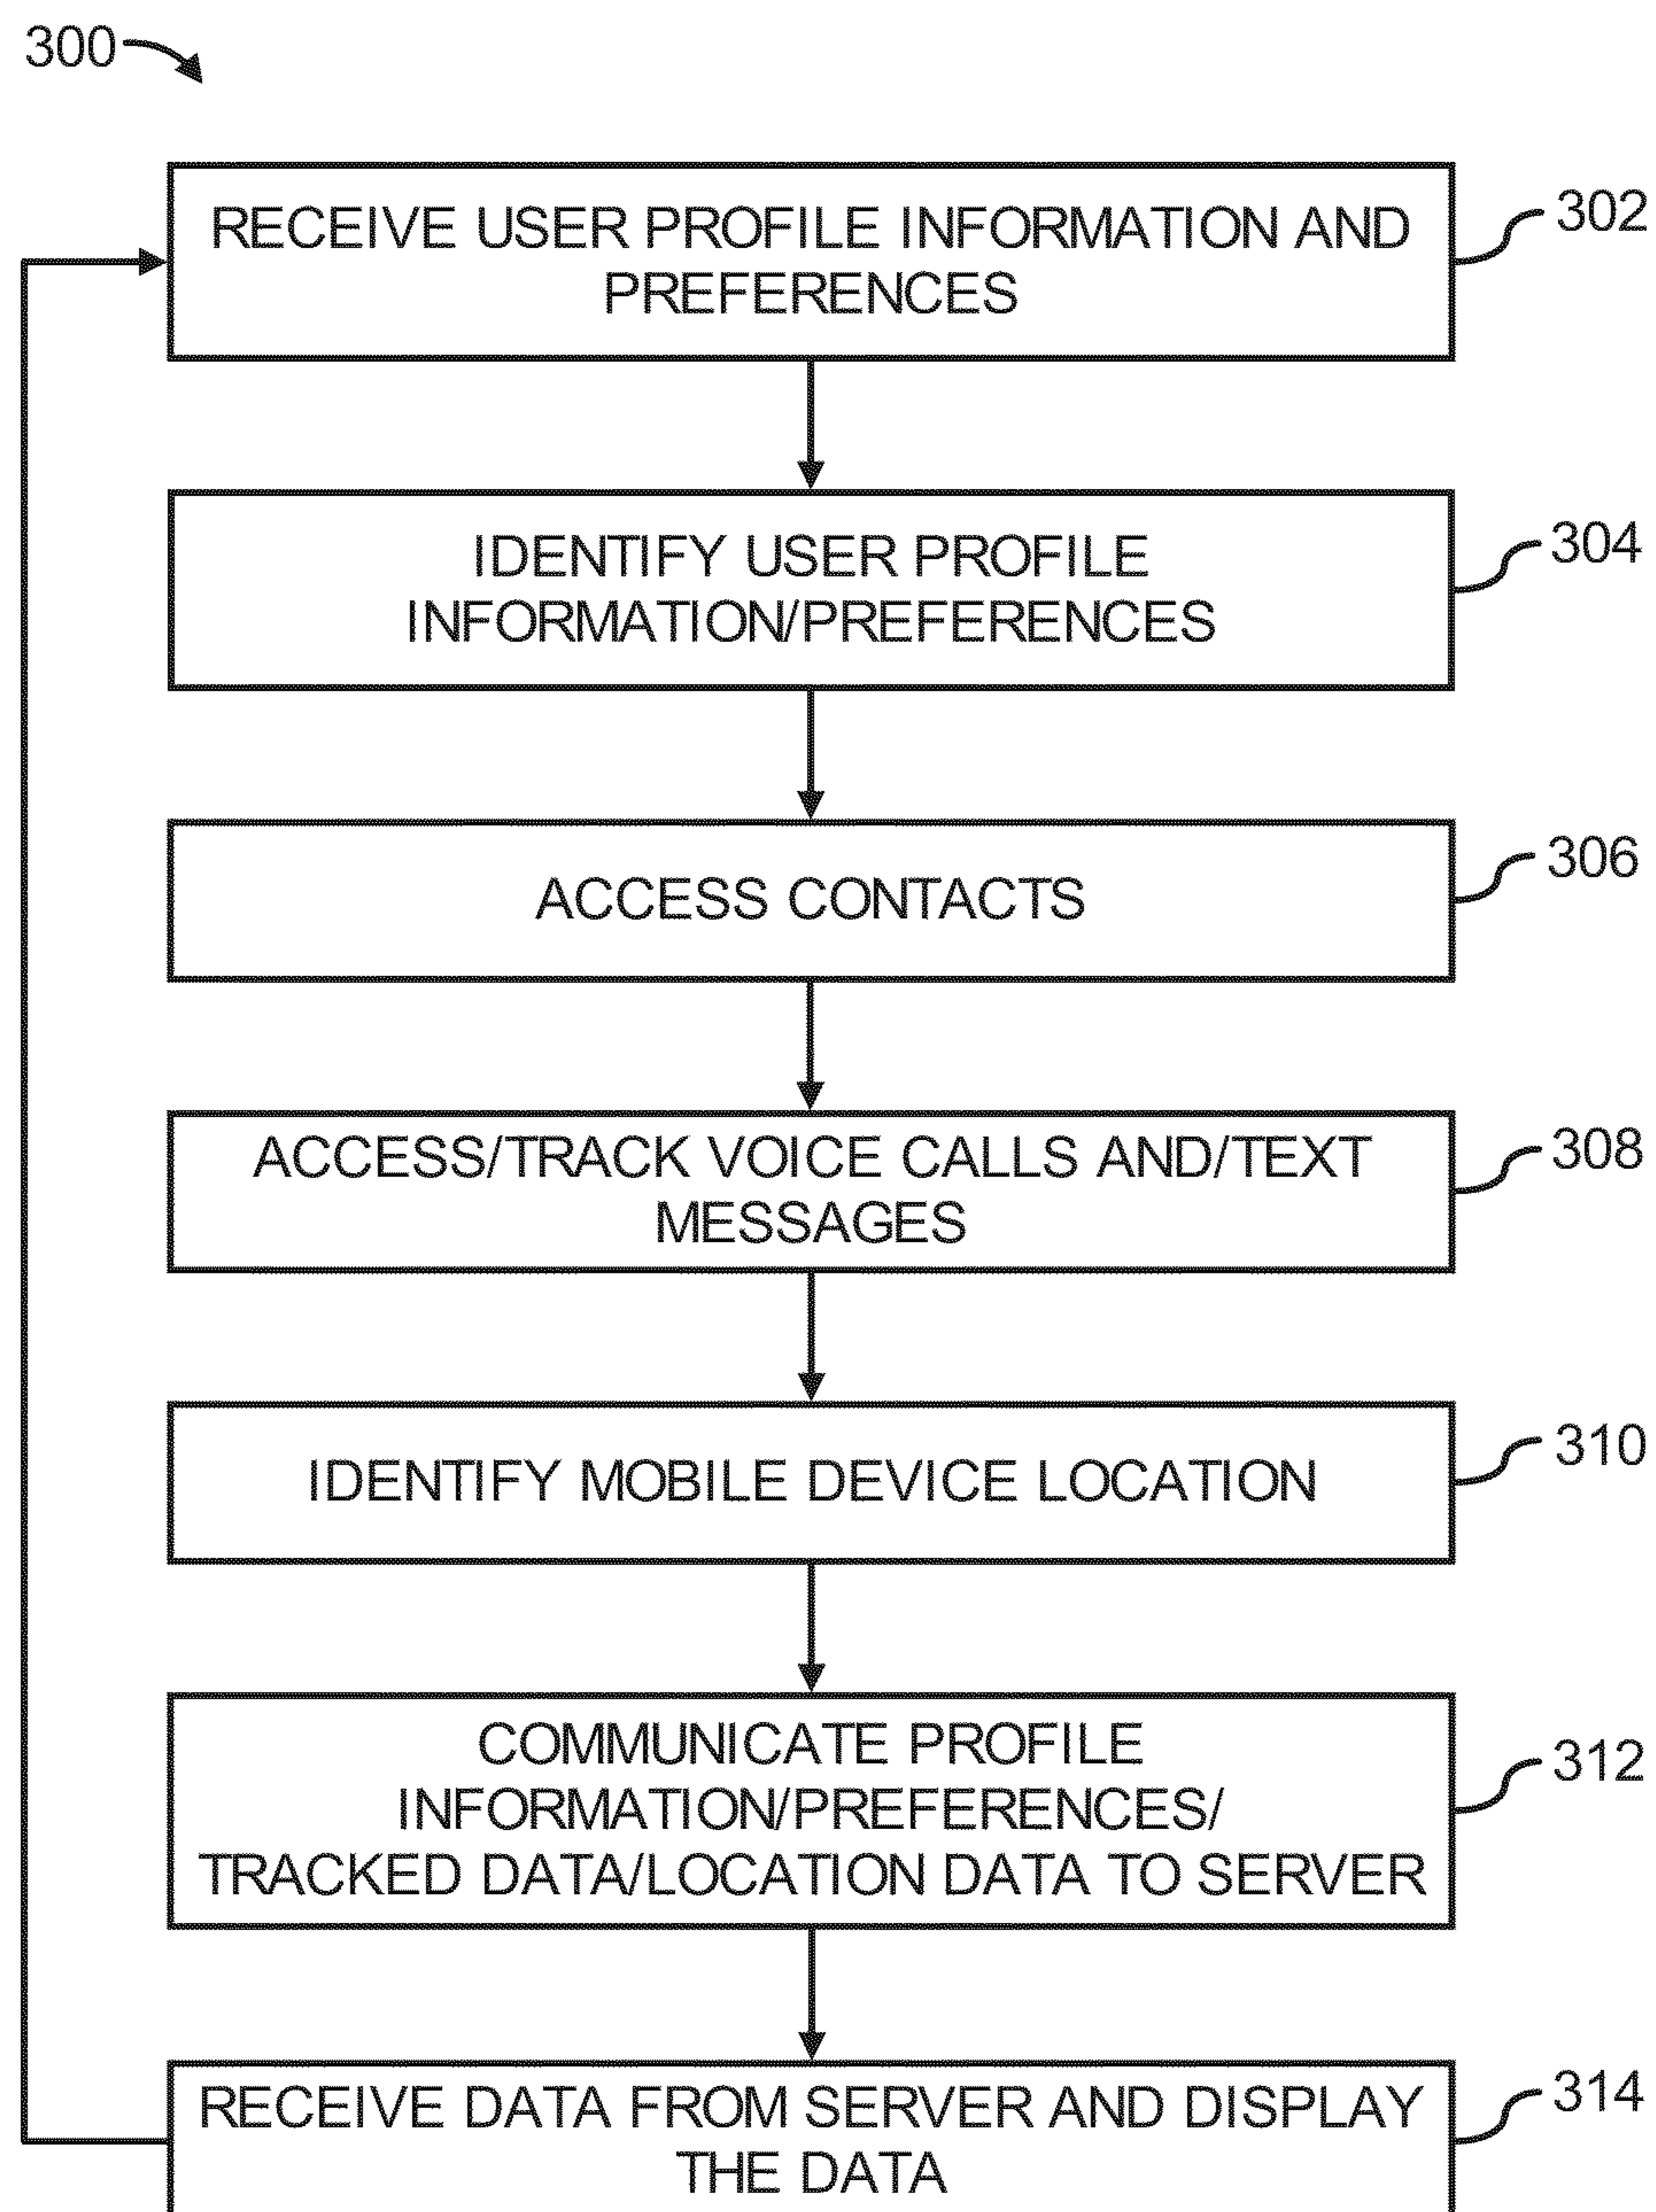 300
RECEIVE USER PROFILE INFORMATION AND
PREFERENCES
302
IDENTIFY USER PROFILE
INFORMATION/PREFERENCES
304
ACCESS CONTACTS
306
ACCESS/TRACK VOICE CALLS AND/TEXT
MESSAGES
308
IDENTIFY MOBILE DEVICE LOCATION
310
COMMUNICATE PROFILE
INFORMATION/PREFERENCES/
TRACKED DATA/LOCATION DATA TO SERVER
312
RECEIVE DATA FROM SERVER AND DISPLAY
THE DATA
314